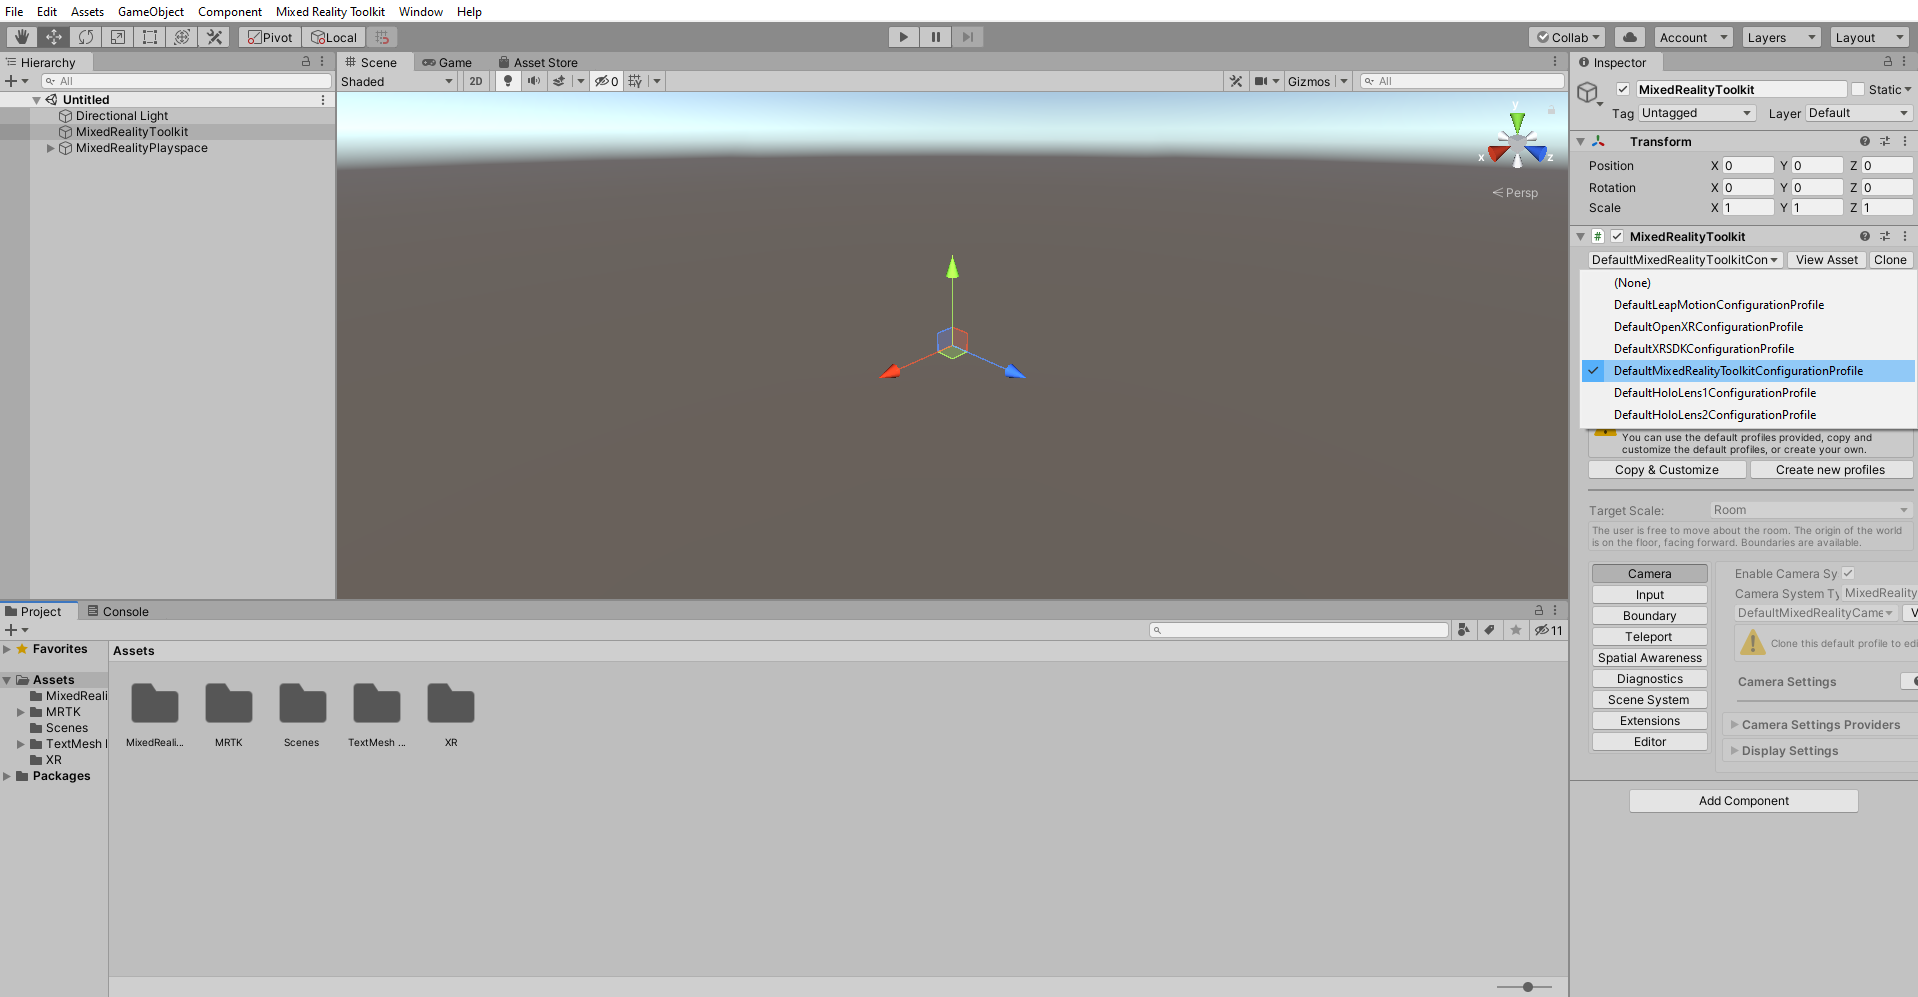 File Edit Assets GameObject Component Mixed Reality Toolkit Window Help
Pivot Local Collab Account Layers Layout
Hierarchy
All
Untitled
Directional Light
MixedRealityToolkit
MixedRealityPlayspace
Scene Game Asset Store
Shaded 2D 0 Gizmos All
y
x
z
Persp
Inspector
MixedRealityToolkit Static
Tag Untagged Layer Default
Transform
Position X 0 Y 0 Z 0
Rotation X 0 Y 0 Z 0
Scale X 1 Y 1 Z 1
# MixedRealityToolkit
DefaultMixedRealityToolkitCon View Asset Clone
(None)
DefaultLeapMotionConfigurationProfile
DefaultOpenXRConfigurationProfile
DefaultXRSDKConfigurationProfile
DefaultMixedRealityToolkitConfigurationProfile
DefaultHoloLens1ConfigurationProfile
DefaultHoloLens2ConfigurationProfile
You can use the default profiles provided, copy and
customize the default profiles, or create your own.
Copy & Customize Create new profiles
Target Scale: Room
The user is free to move about the room. The origin of the world
is on the floor, facing forward. Boundaries are available.
Camera
Input
Boundary
Teleport
Spatial Awareness
Diagnostics
Scene System
Extensions
Editor
Enable Camera Sy
Camera System Ty MixedReality
DefaultMixedRealityCame V
Clone this default profile to edi
Camera Settings
Camera Settings Providers
Display Settings
Add Component
Project Console
11
Favorites
Assets
MixedReali
MRTK
Scenes
TextMesh
XR
Packages
Assets
MixedReali... MRTK Scenes TextMesh ... XR